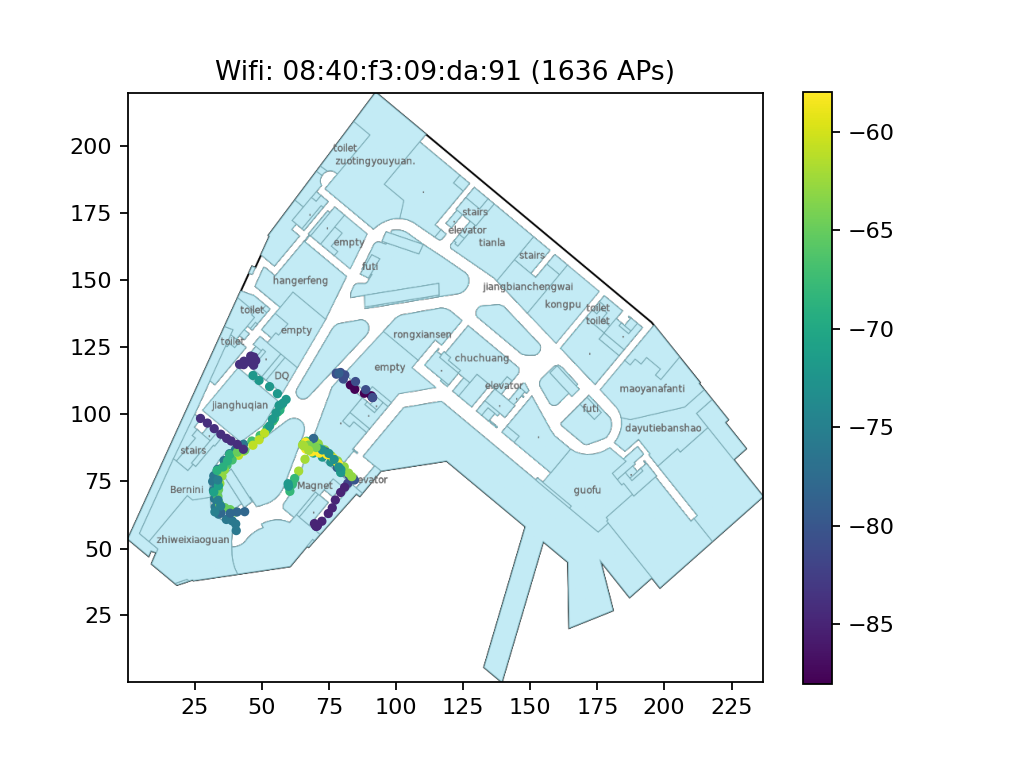 Wifi: 08:40:f3:09:da:91 (1636 APs)
200
175
150
125
100
75
50
25
25
50
75
100
125
150
175
200
225
−60
−65
−70
−75
−80
−85
toilet
zuotingyouyuan.
stairs
elevator
tianla
empty
stairs
futi
hangerfeng
jiangbianchengwai
kongpu
toilet
toilet
toilet
empty
rongxiansen
toilet
chuchuang
empty
DQ
elevator
maoyanafanti
jianghuqian
futi
dayutiebanshao
stairs
evator
Magnet
Bernini
guofu
zhiweixiaoguan